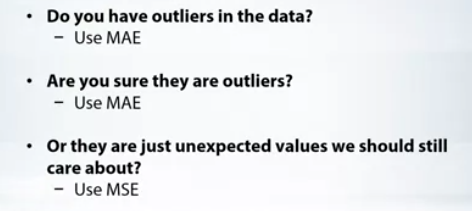 • Do you have outliers in the data?
– Use MAE
• Are you sure they are outliers?
– Use MAE
• Or they are just unexpected values we should still
care about?
– Use MSE